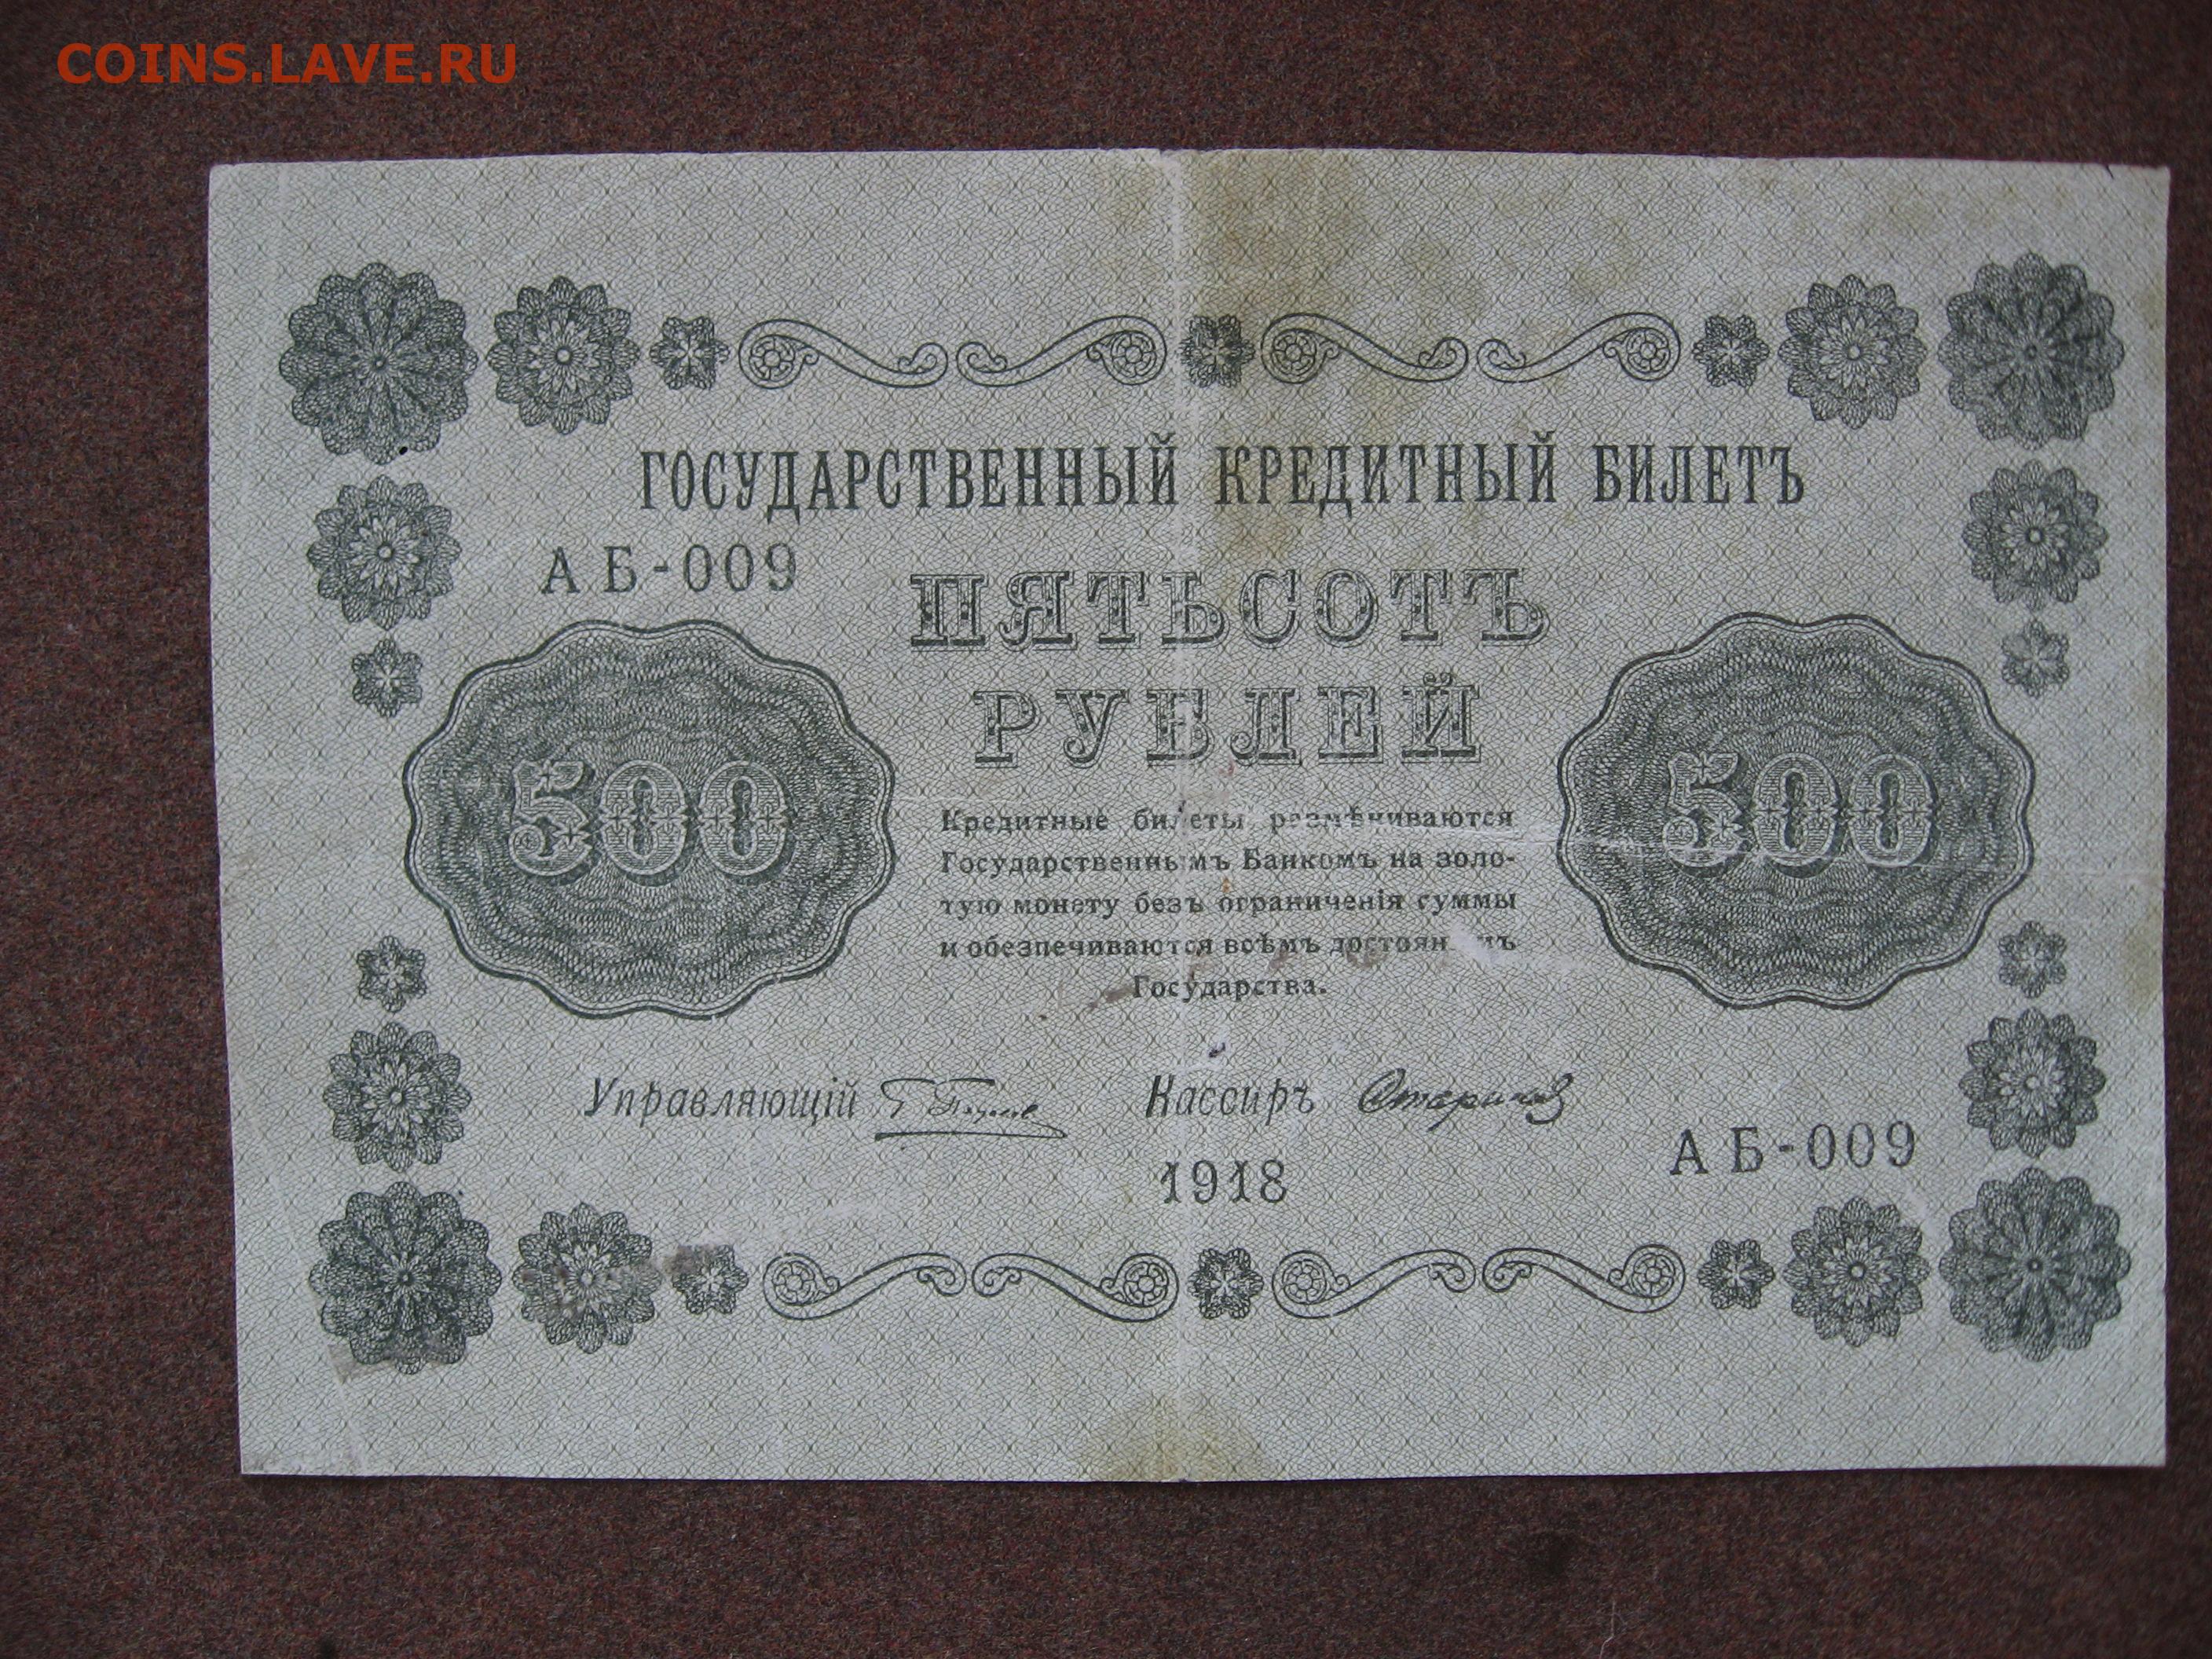 COINS.LAVE.RU
ГОСУДАРСТВЕННЫЙ КРЕДИТНЫЙ БИЛЕТЪ
АБ-009
ПЯТЬСОТЪ
РУБЛЕЙ
500
500
Кредитные билеты размѣниваются
Государственнымъ Банкомъ на золо-
тую монету безъ ограниченія суммы
и обезпечиваются всѣмъ
Государства.
Управляющій
Кассиръ
АБ-009
1918